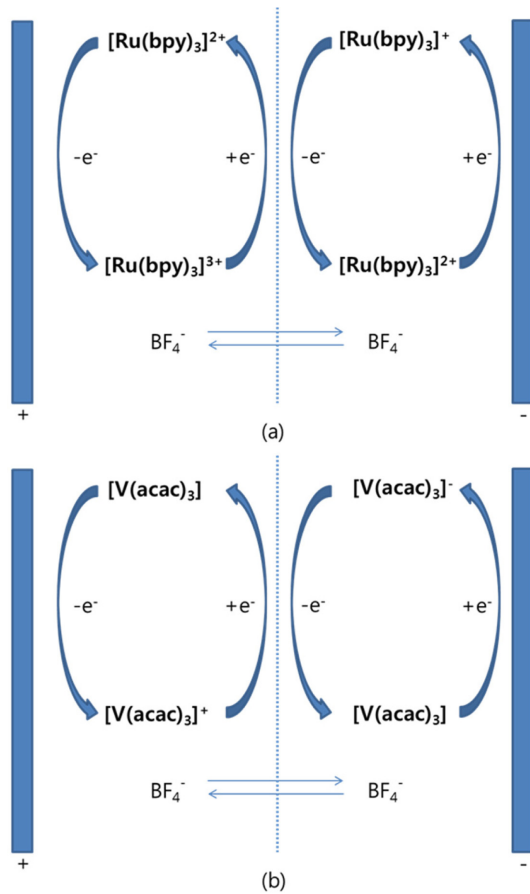 [Ru(bpy)₃]²⁺ [Ru(bpy)₃]⁺
-e⁻ +e⁻ -e⁻ +e⁻
[Ru(bpy)₃]³⁺ [Ru(bpy)₃]²⁺
BF₄⁻ BF₄⁻
+ -
(a)
[V(acac)₃] [V(acac)₃]⁻
-e⁻ +e⁻ -e⁻ +e⁻
[V(acac)₃]⁺ [V(acac)₃]
BF₄⁻ BF₄⁻
+ -
(b)